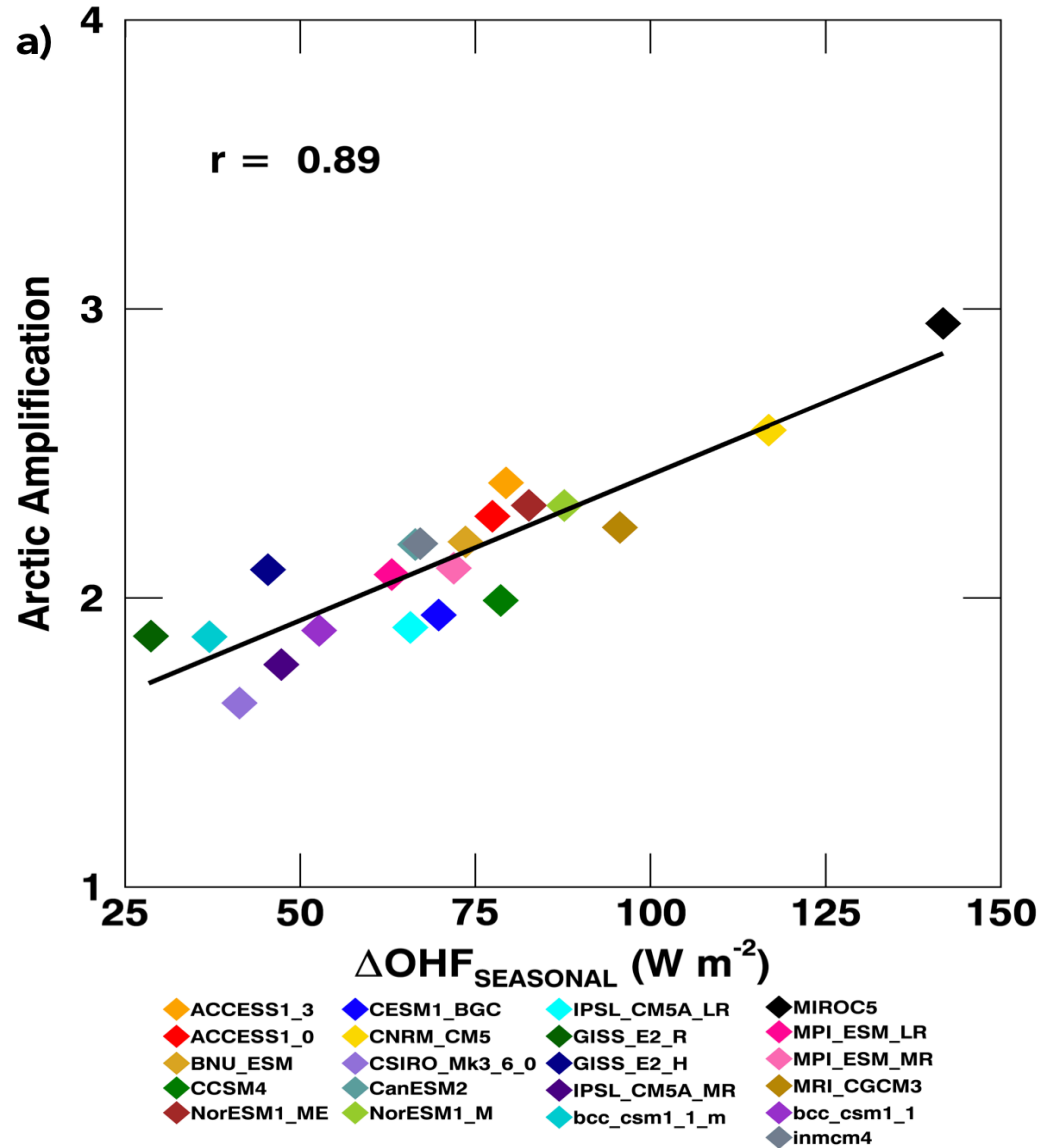 a)
r = 0.89
4
3
2
1
Arctic Amplification
25 50 75 100 125 150
ΔOHF_SEASONAL (W m^-2)
ACCESS1_3 CESM1_BGC IPSL_CM5A_LR MIROC5
ACCESS1_0 CNRM_CM5 GISS_E2_R MPI_ESM_LR
BNU_ESM CSIRO_Mk3_6_0 GISS_E2_H MPI_ESM_MR
CCSM4 CanESM2 IPSL_CM5A_MR MRI_CGCM3
NorESM1_ME NorESM1_M bcc_csm1_1_m bcc_csm1_1
inmcm4